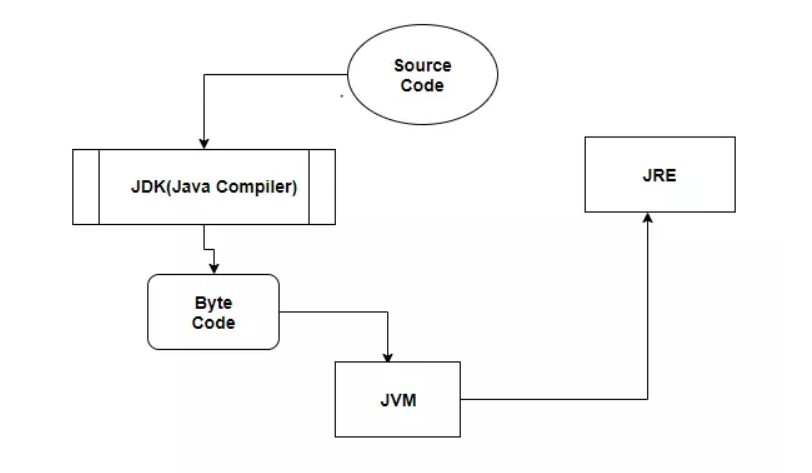 Source
Code
JDK(Java Compiler)
JRE
Byte
Code
JVM